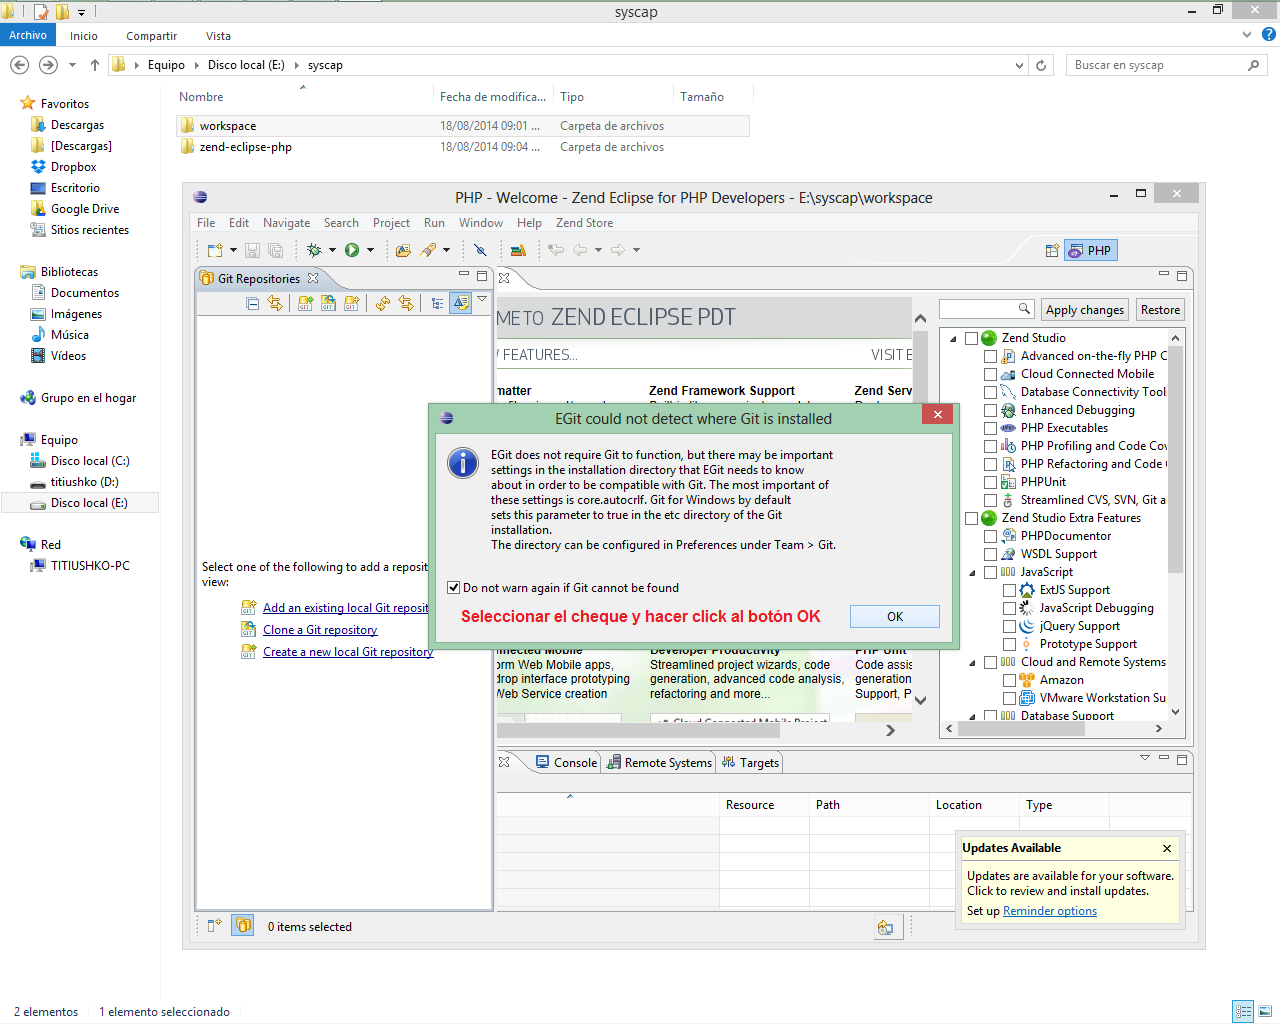 syscap
Archivo
Inicio
Compartir
Vista
Equipo
Disco local (E:)
syscap
Buscar en syscap
Nombre
Fecha de modifica...
Tipo
Tamaño
workspace
18/08/2014 09:01 ...
Carpeta de archivos
zend-eclipse-php
18/08/2014 09:04 ...
Carpeta de archivos
Favoritos
Descargas
[Descargas]
Dropbox
Escritorio
Google Drive
Sitios recientes
Bibliotecas
Documentos
Imágenes
Música
Vídeos
Grupo en el hogar
Equipo
Disco local (C:)
titiushko (D:)
Disco local (E:)
Red
TITIUSHKO-PC
PHP - Welcome - Zend Eclipse for PHP Developers - E:\syscap\workspace
File Edit Navigate Search Project Run Window Help Zend Store
PHP
Git Repositories
Select one of the following to add a reposit
view:
Add an existing local Git reposit
Clone a Git repository
Create a new local Git repository
ME TO ZEND ECLIPSE PDT
FEATURES...
VISIT E
matter
Zend Framework Support
Zend Serv
Apply changes
Restore
Zend Studio
Advanced on-the-fly PHP C
Cloud Connected Mobile
Database Connectivity Tool
Enhanced Debugging
PHP Executables
PHP Profiling and Code Cov
PHP Refactoring and Code
PHPUnit
Streamlined CVS, SVN, Git a
Zend Studio Extra Features
PHPDocumentor
WSDL Support
JavaScript
ExtJS Support
JavaScript Debugging
jQuery Support
Prototype Support
Cloud and Remote Systems
Amazon
VMware Workstation Su
Database Support
EGit could not detect where Git is installed
EGit does not require Git to function, but there may be important
settings in the installation directory that EGit needs to know
about in order to be compatible with Git. The most important of
these settings is core.autocrlf. Git for Windows by default
sets this parameter to true in the etc directory of the Git
installation.
The directory can be configured in Preferences under Team > Git.
Do not warn again if Git cannot be found
Seleccionar el cheque y hacer click al botón OK
OK
nnected Mobile
orm Web Mobile apps,
drop interface prototyping
Web Service creation
Developer Productivity
Streamlined project wizards, code
generation, advanced code analysis,
refactoring and more...
PHP Unit
Code assis
generation
Support, P
Cloud Connected Mobile Project
Console
Remote Systems
Targets
Resource
Path
Location
Type
Updates Available
Updates are available for your software.
Click to review and install updates.
Set up Reminder options
0 items selected
2 elementos
1 elemento seleccionado